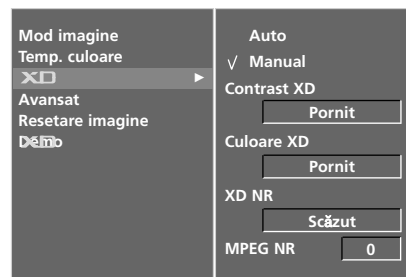 Mod imagine
Temp. culoare
XD
Avansat
Resetare imagine
XD Demo
Auto
√ Manual
Contrast XD
Pornit
Culoare XD
Pornit
XD NR
Scăzut
MPEG NR 0